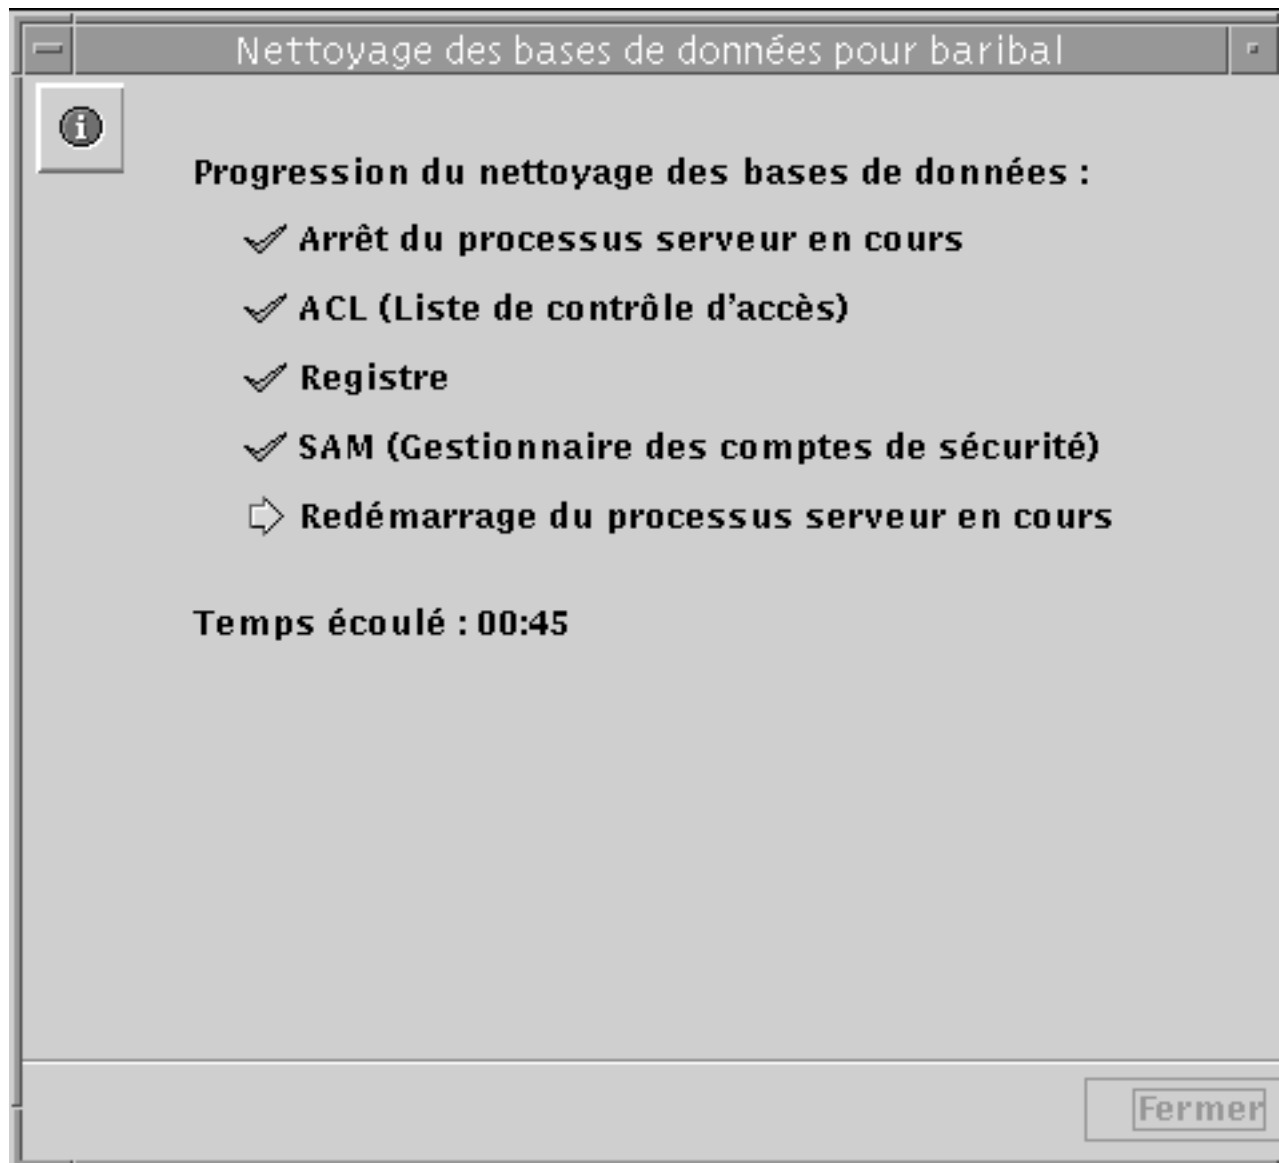 Nettoyage des bases de données pour baribal
Progression du nettoyage des bases de données :
Arrêt du processus serveur en cours
ACL (Liste de contrôle d'accès)
Registre
SAM (Gestionnaire des comptes de sécurité)
Redémarrage du processus serveur en cours
Temps écoulé : 00:45
Fermer